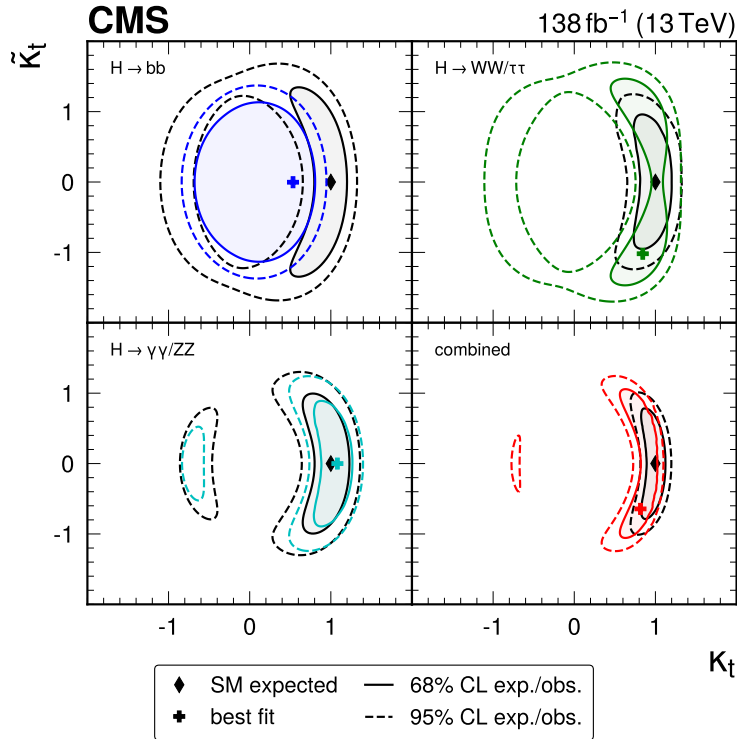 CMS 138 fb⁻¹ (13 TeV)
κ̃t
H → bb
H → WW/ττ
1
0
-1
H → γγ/ZZ
combined
1
0
-1
-1 0 1 -1 0 1
κt
SM expected 68% CL exp./obs.
best fit 95% CL exp./obs.